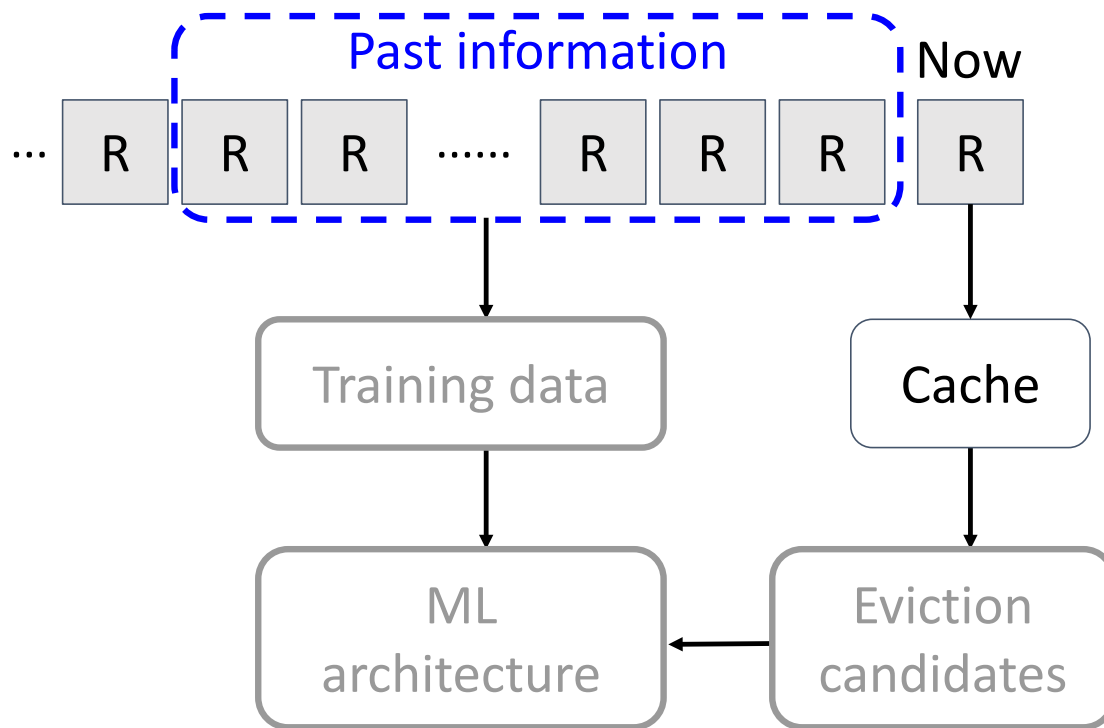 Past information
Now
... R R R ...... R R R R
Training data
Cache
ML
architecture
Eviction
candidates